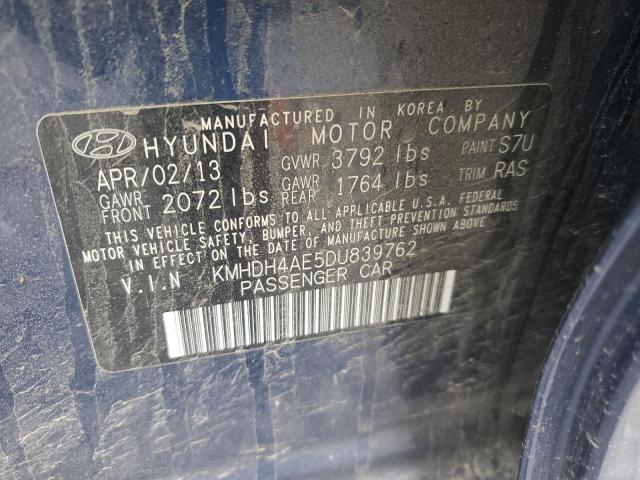 MANUFACTURED IN KOREA BY
HYUNDAI MOTOR COMPANY
APR/02/13 GVWR 3792 lbs PAINT S7U
GAWR FRONT 2072 lbs GAWR REAR 1764 lbs TRIM RAS
THIS VEHICLE CONFORMS TO ALL APPLICABLE U.S.A. FEDERAL
MOTOR VEHICLE SAFETY, BUMPER, AND THEFT PREVENTION STANDARDS
IN EFFECT ON THE DATE OF MANUFACTURE SHOWN ABOVE
V.I.N KMHDH4AE5DU839762
PASSENGER CAR